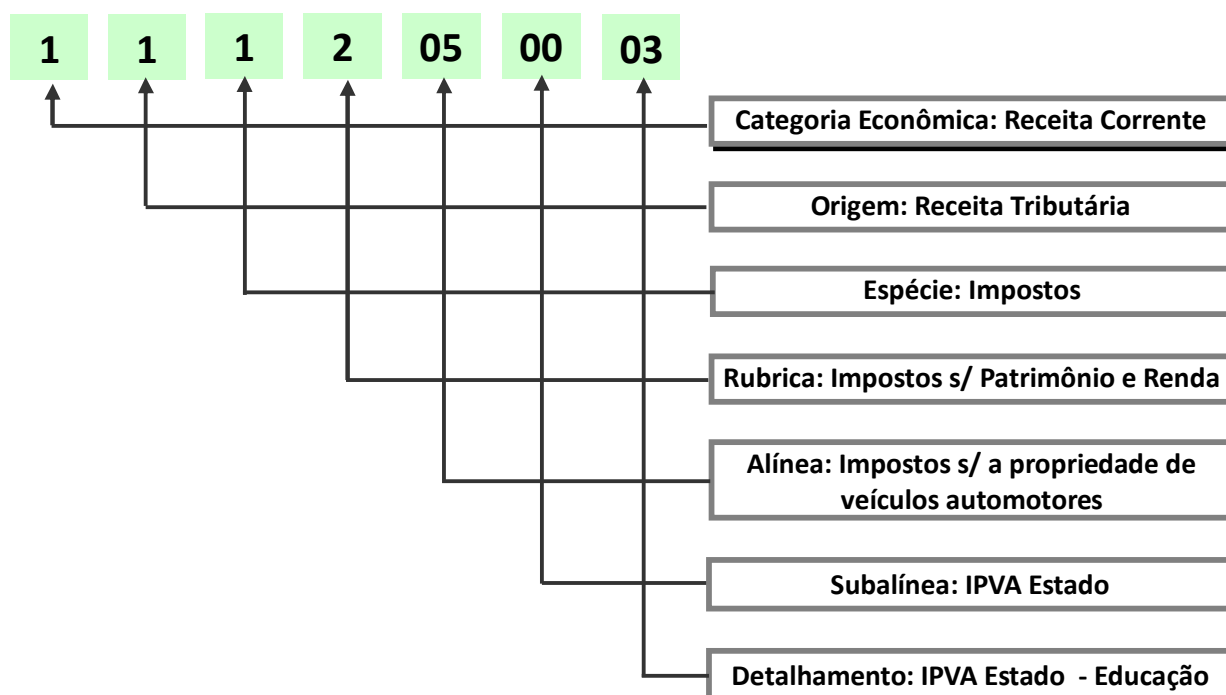 1 1 1 2 05 00 03
Categoria Econômica: Receita Corrente
Origem: Receita Tributária
Espécie: Impostos
Rubrica: Impostos s/ Patrimônio e Renda
Alínea: Impostos s/ a propriedade de
veículos automotores
Subalínea: IPVA Estado
Detalhamento: IPVA Estado - Educação